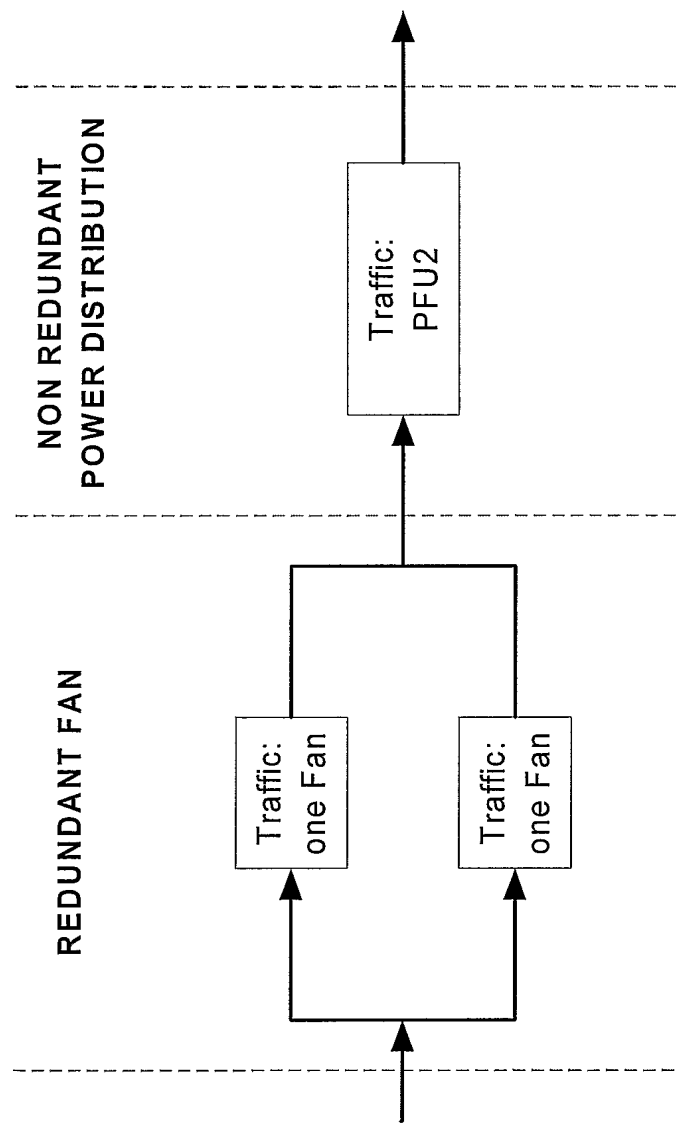 REDUNDANT FAN
NON REDUNDANT
POWER DISTRIBUTION
Traffic:
one Fan
Traffic:
one Fan
Traffic:
PFU2